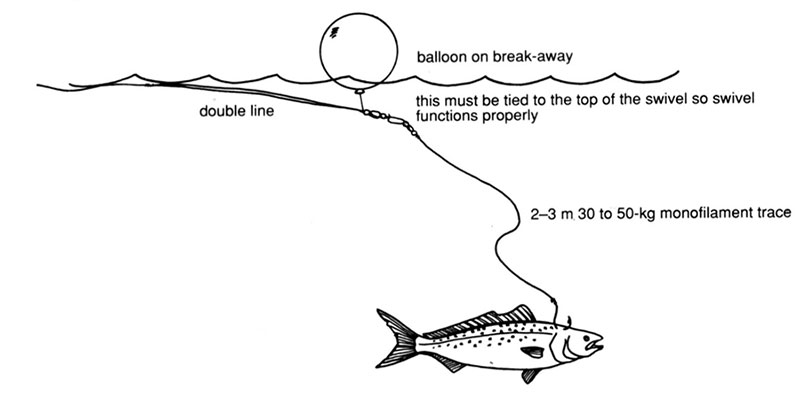 balloon on break-away
this must be tied to the top of the swivel so swivel
functions properly
double line
2–3 m 30 to 50-kg monofilament trace